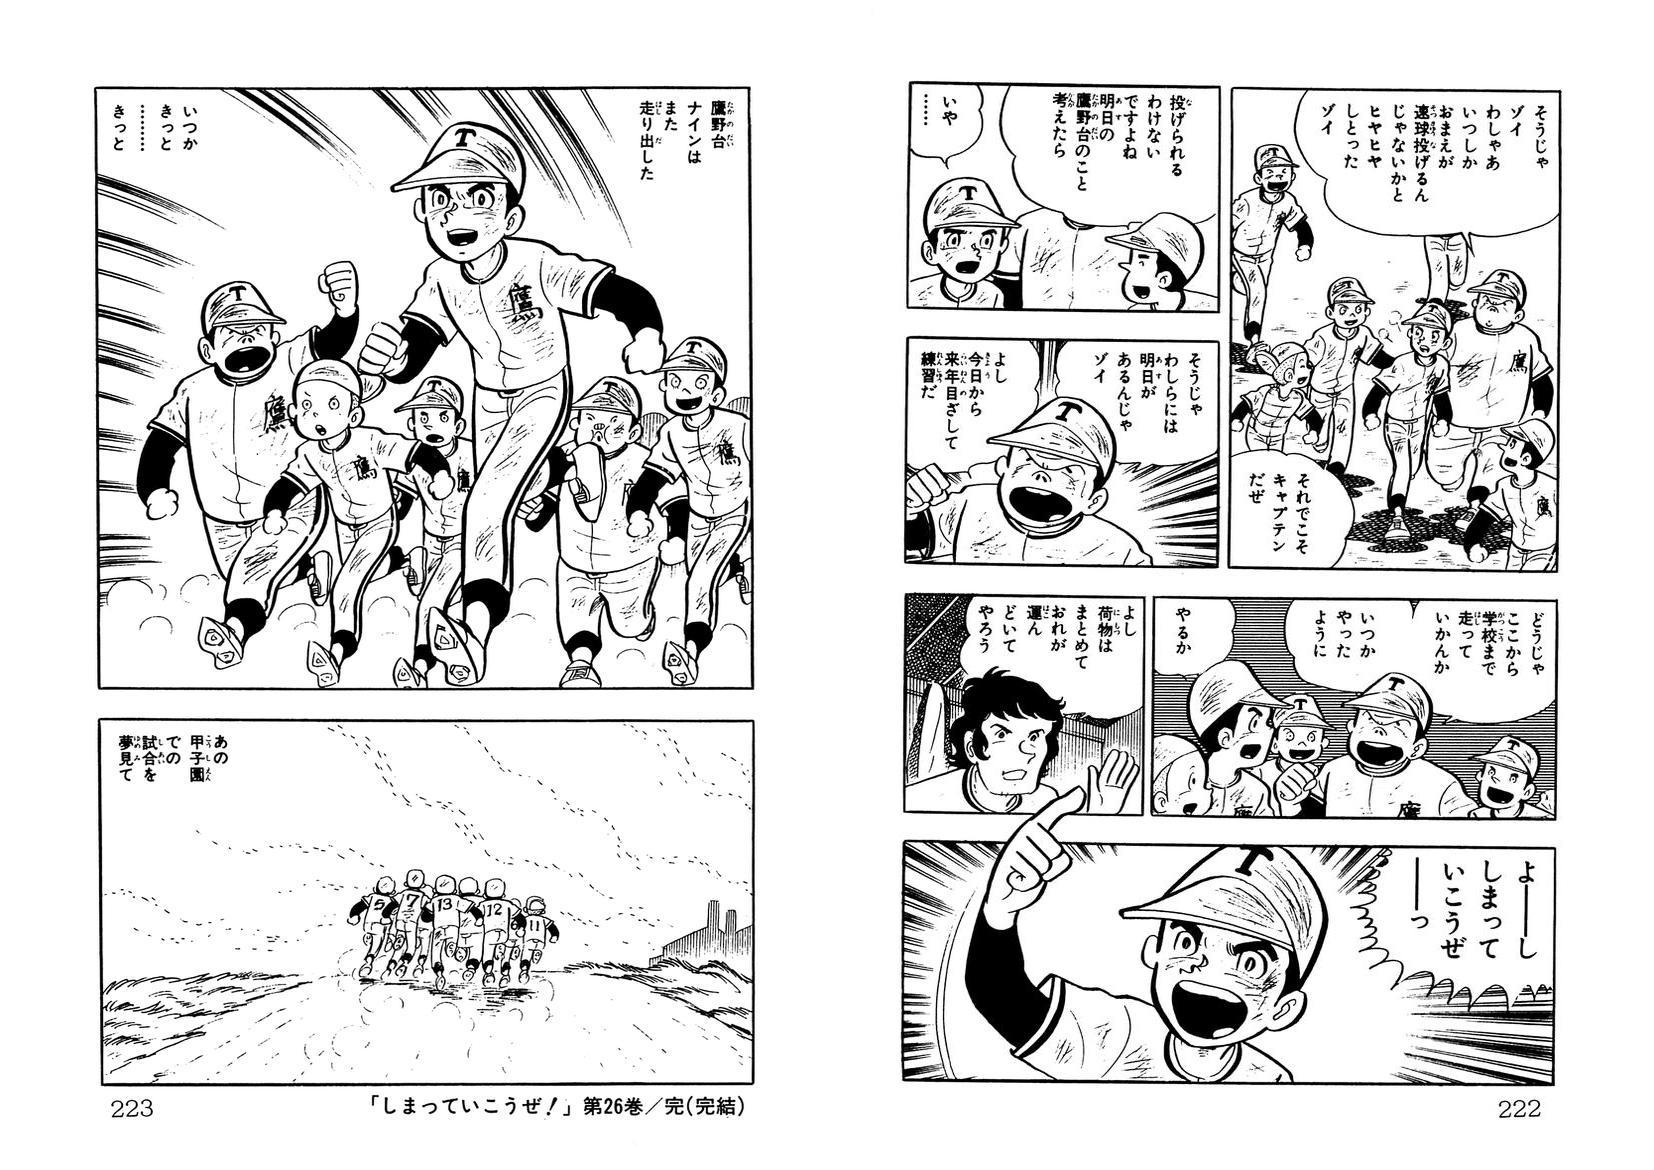 そうじゃ
ゾイ
わしゃあ
いつしか
おまえが
速球投げるん
じゃないかと
ヒヤヒヤ
しとった
ゾイ
それでこそ
キャプテン
だぜ
投げられる
わけない
ですよね
明日の
鷹野台のこと
考えたら
いや
……
そうじゃ
わしらには
明日が
あるんじゃ
ゾイ
よし
今日から
来年目ざして
練習だ
どうじゃ
ここから
学校まで
走って
いかんか
いつか
やった
ように
やるか
よし
荷物は
まとめて
おれが
運ん
どいて
やろう
よ――し
しまって
いこうぜ
――っ
222
鷹野台
ナインは
また
走り出した
いつか
きっと
………
きっと
あの
甲子園
での
試合を
夢見て
5
7
13
12
11
「しまっていこうぜ!」第26巻/完(完結)
223